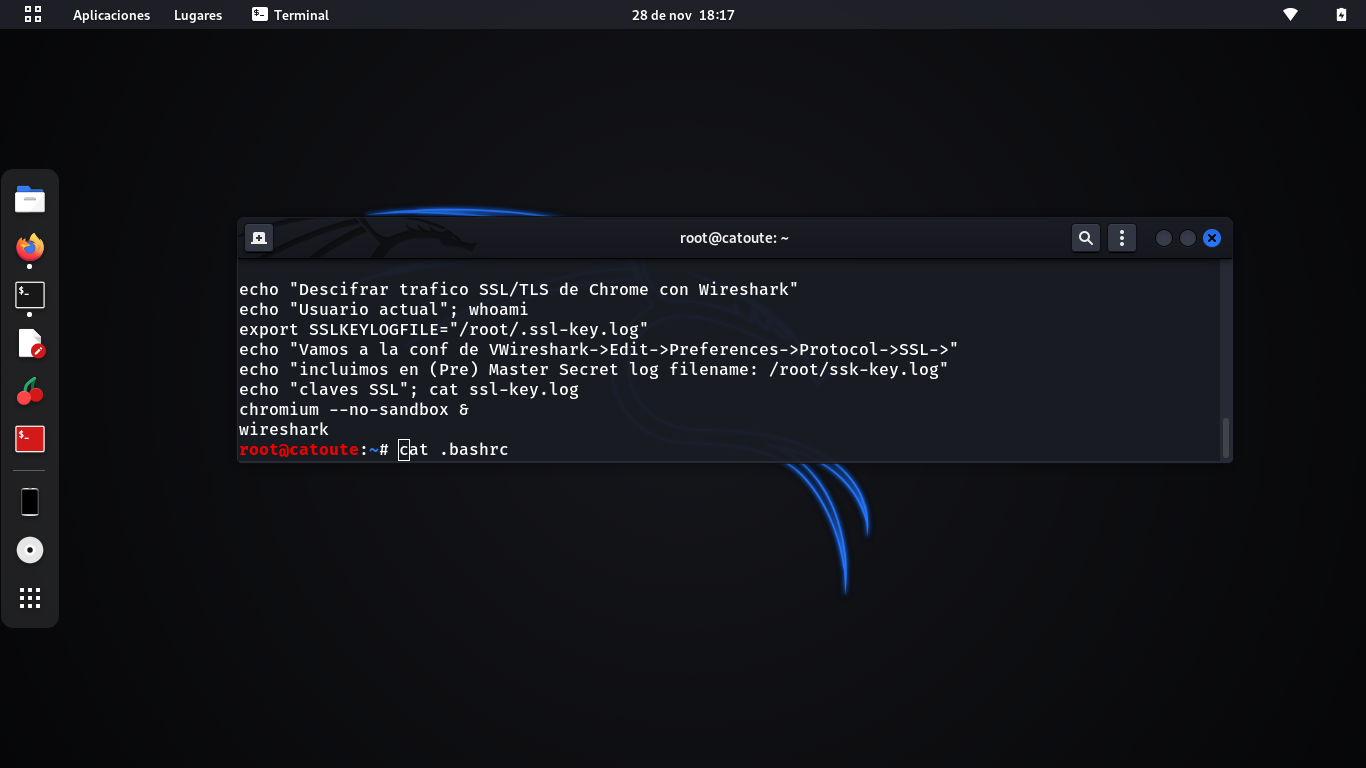 Aplicaciones Lugares Terminal 28 de nov 18:17
root@catoute: ~
echo "Descifrar trafico SSL/TLS de Chrome con Wireshark"
echo "Usuario actual"; whoami
export SSLKEYLOGFILE="/root/.ssl-key.log"
echo "Vamos a la conf de VWireshark->Edit->Preferences->Protocol->SSL->"
echo "incluimos en (Pre) Master Secret log filename: /root/ssk-key.log"
echo "claves SSL"; cat ssl-key.log
chromium --no-sandbox &
wireshark
root@catoute:~# cat .bashrc